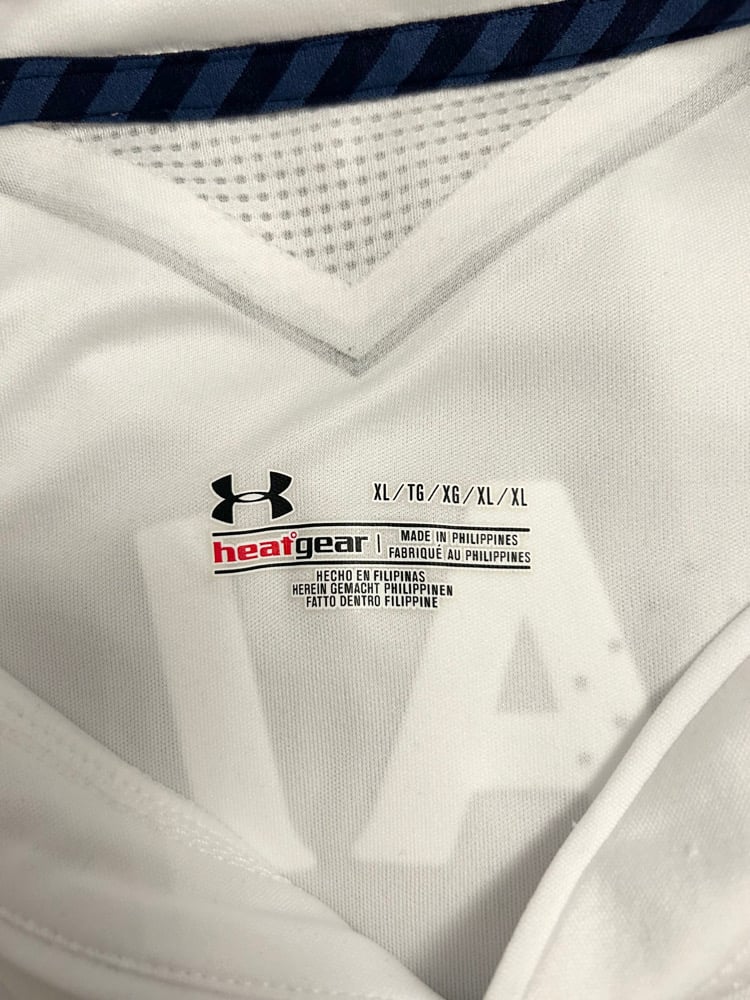 XL/TG/XG/XL/XL
heatgear | MADE IN PHILIPPINES
FABRIQUÉ AU PHILIPPINES
HECHO EN FILIPINAS
HEREIN GEMACHT PHILIPPINEN
FATTO DENTRO FILIPPINE